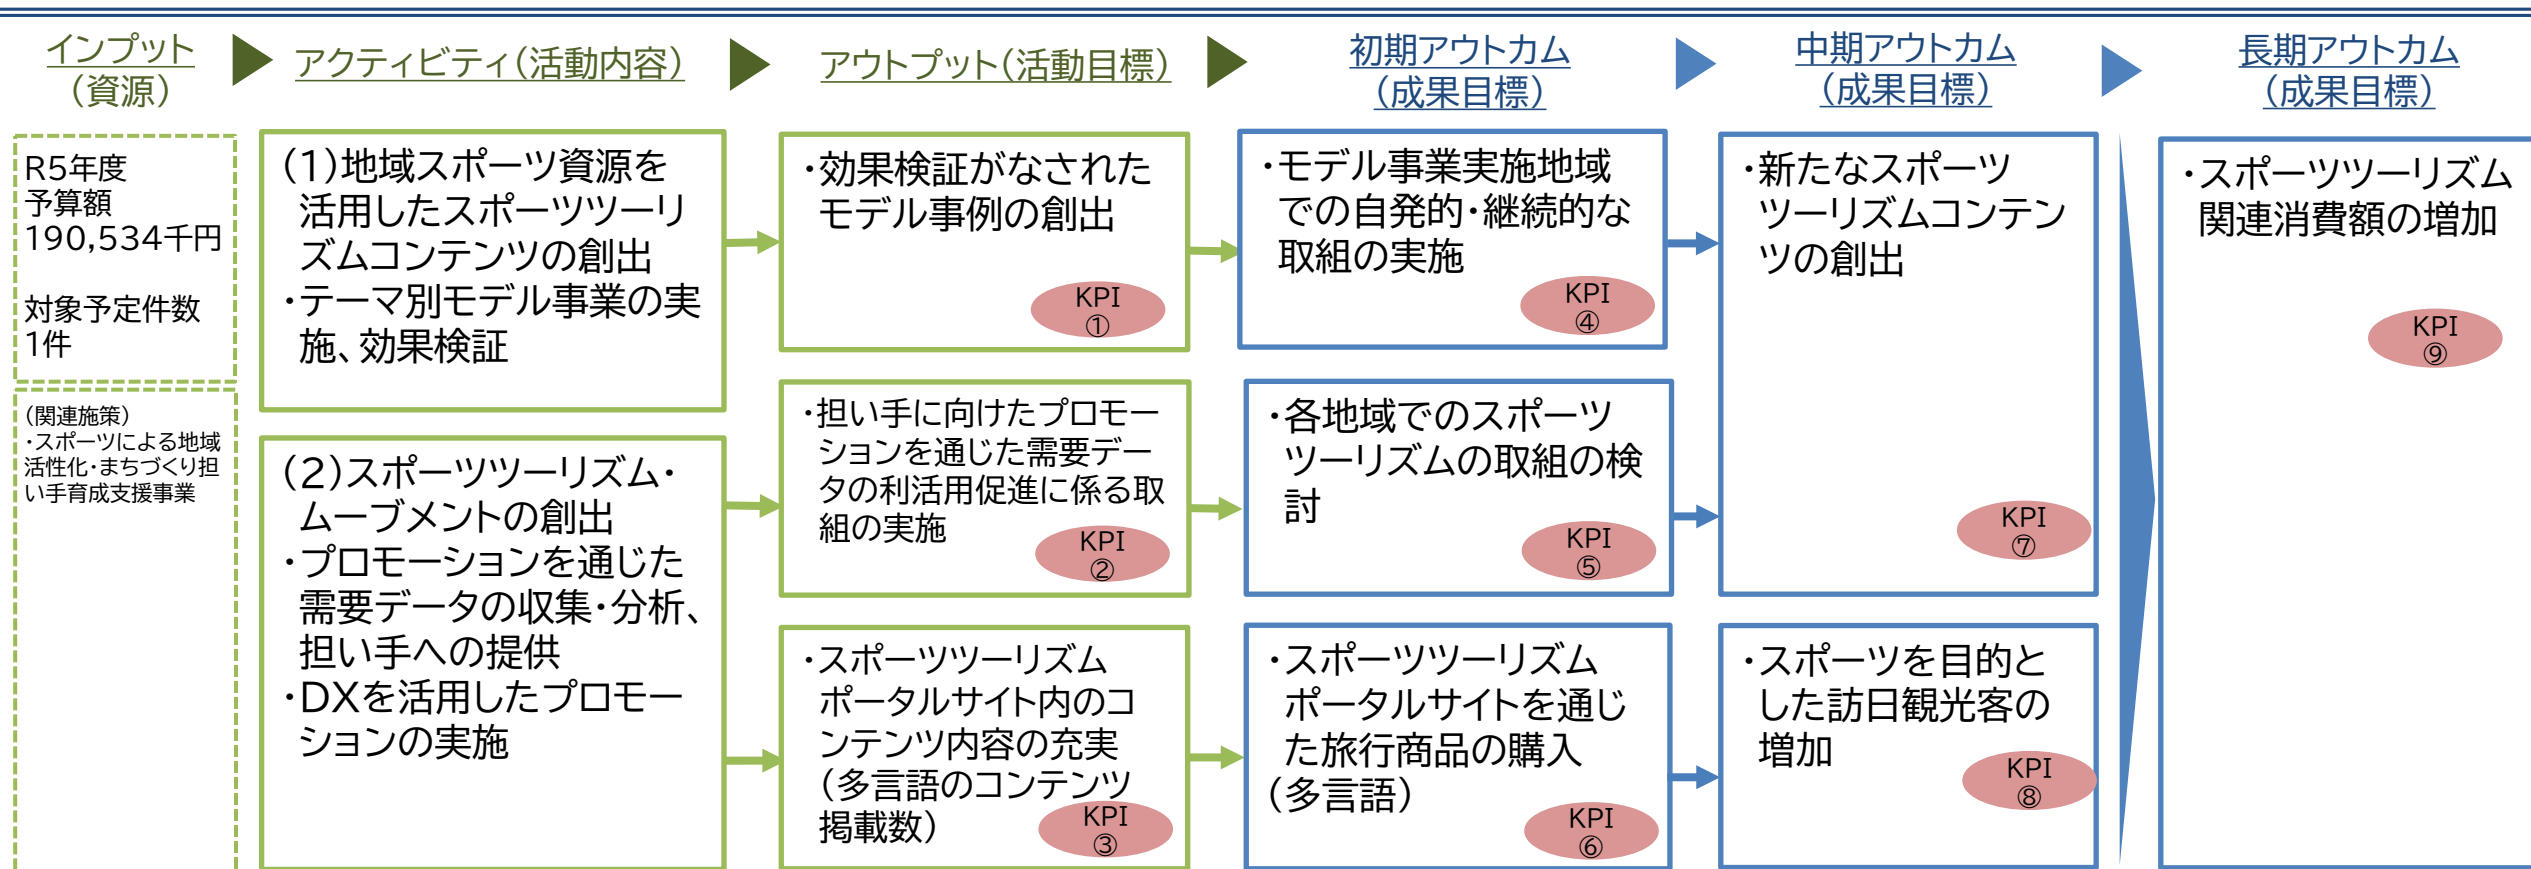 インプット
(資源)
アクティビティ(活動内容)
アウトプット(活動目標)
初期アウトカム
(成果目標)
中期アウトカム
(成果目標)
長期アウトカム
(成果目標)
R5年度
予算額
190,534千円
対象予定件数
1件
(関連施策)
・スポーツによる地域
活性化・まちづくり担
い手育成支援事業
(1)地域スポーツ資源を
活用したスポーツツーリ
ズムコンテンツの創出
・テーマ別モデル事業の実
施、効果検証
(2)スポーツツーリズム・
ムーブメントの創出
・プロモーションを通じた
需要データの収集・分析、
担い手への提供
・DXを活用したプロモー
ションの実施
・効果検証がなされた
モデル事例の創出
KPI
①
・担い手に向けたプロモー
ションを通じた需要デー
タの利活用促進に係る取
組の実施
KPI
②
・スポーツツーリズム
ポータルサイト内のコ
ンテンツ内容の充実
(多言語のコンテンツ
掲載数)
KPI
③
・モデル事業実施地域
での自発的・継続的な
取組の実施
KPI
④
・各地域でのスポーツ
ツーリズムの取組の検
討
KPI
⑤
・スポーツツーリズム
ポータルサイトを通じ
た旅行商品の購入
(多言語)
KPI
⑥
・新たなスポーツ
ツーリズムコンテン
ツの創出
KPI
⑦
・スポーツを目的と
した訪日観光客の
増加
KPI
⑧
・スポーツツーリズム
関連消費額の増加
KPI
⑨